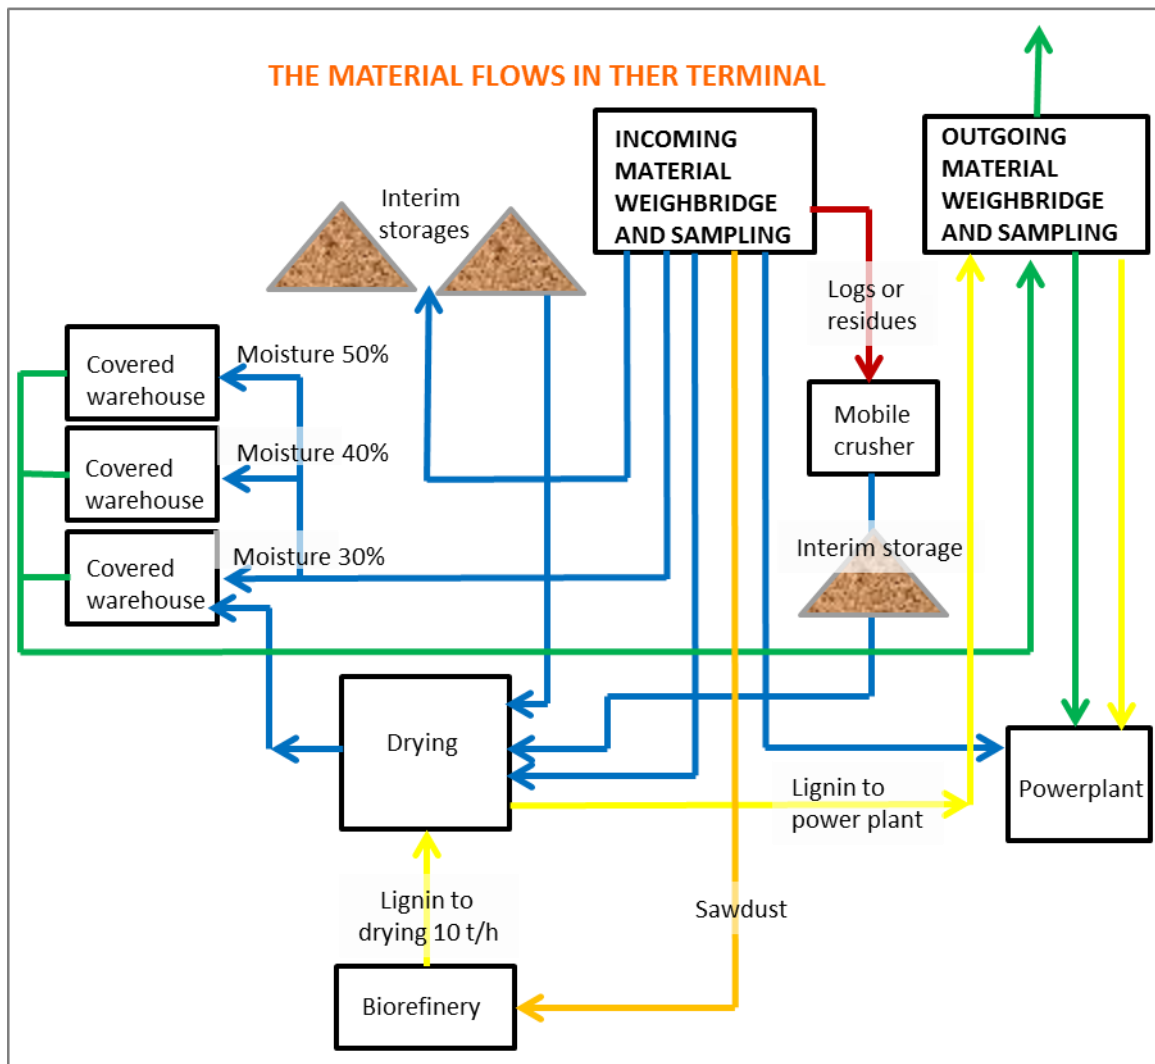 THE MATERIAL FLOWS IN THER TERMINAL
INCOMING
MATERIAL
WEIGHBRIDGE
AND SAMPLING
OUTGOING
MATERIAL
WEIGHBRIDGE
AND SAMPLING
Interim
storages
Logs or
residues
Covered
warehouse
Moisture 50%
Mobile
crusher
Covered
warehouse
Moisture 40%
Covered
warehouse
Moisture 30%
Interim storage
Drying
Lignin to
power plant
Powerplant
Lignin to
drying 10 t/h
Sawdust
Biorefinery